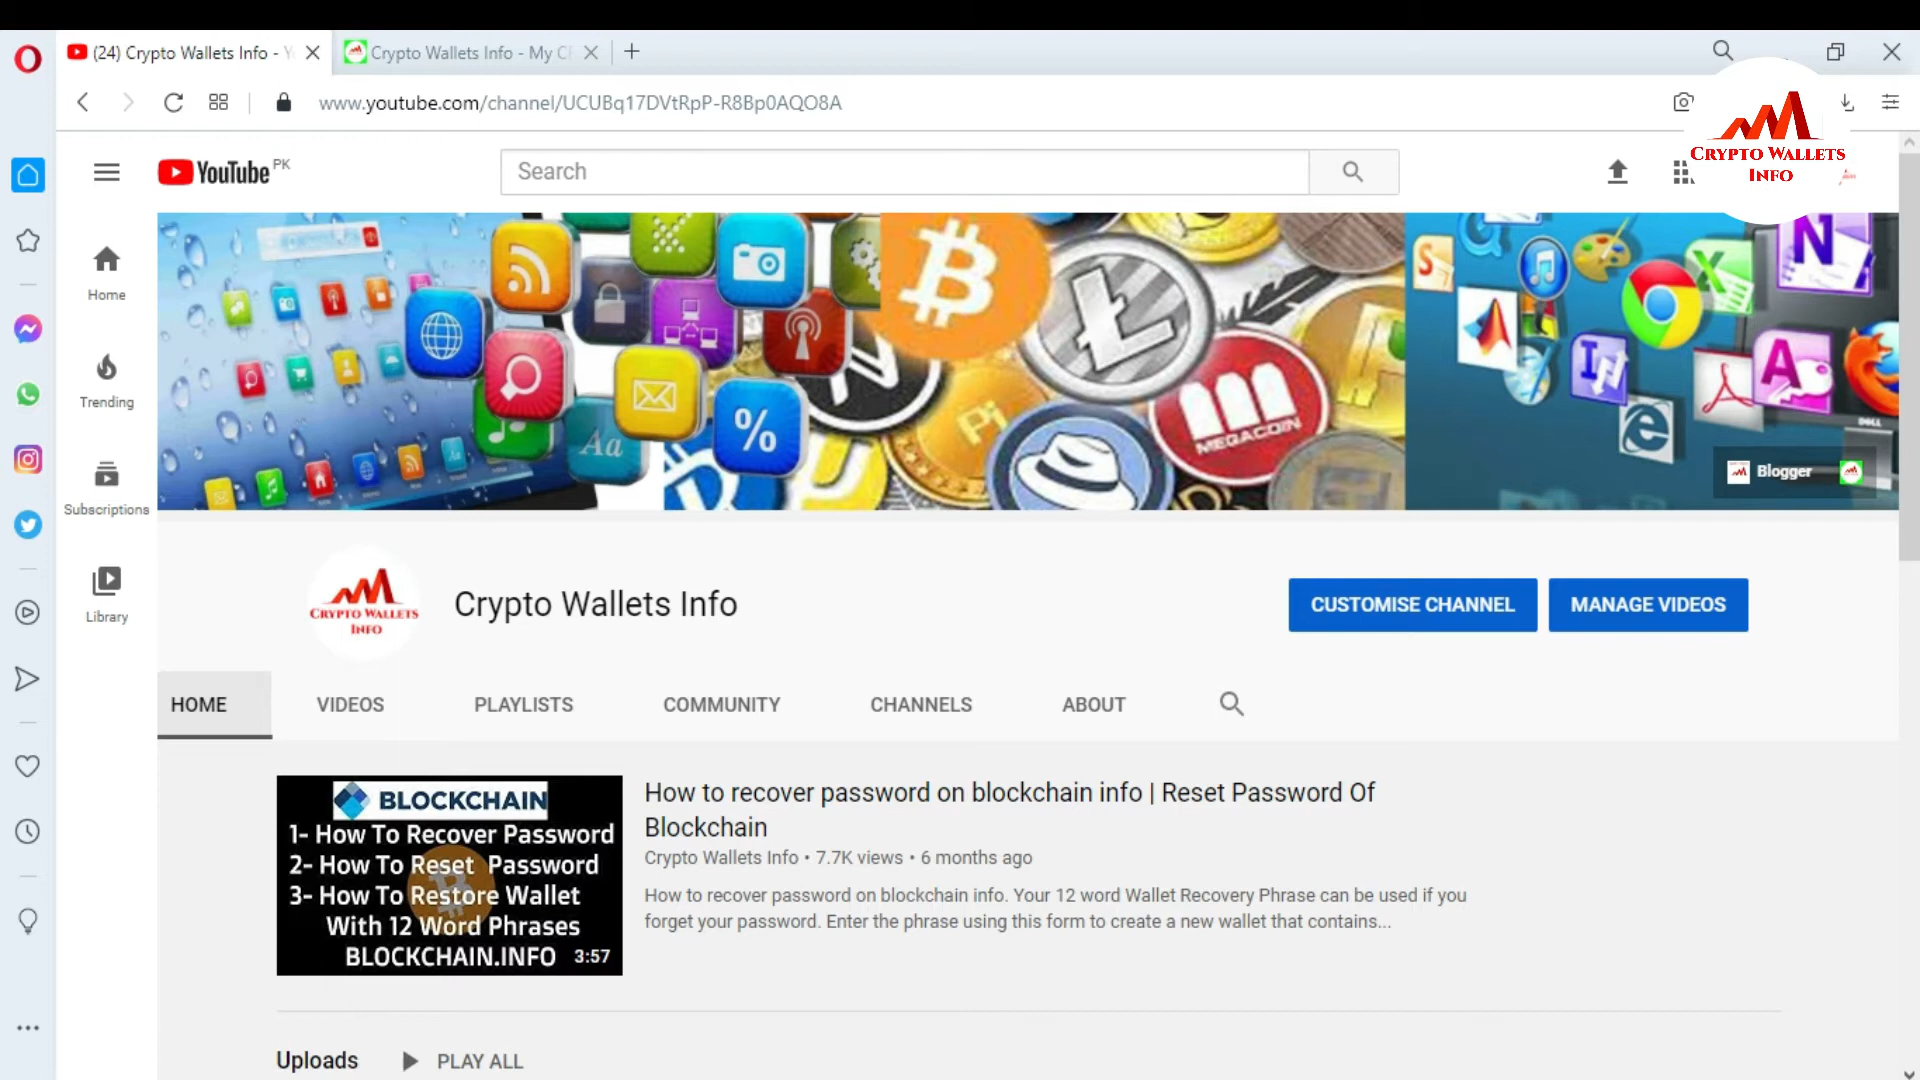 (24) Crypto Wallets Info - Y
Crypto Wallets Info - My C
www.youtube.com/channel/UCUBq17DVtRpP-R8Bp0AQO8A
CRYPTO WALLETS
INFO
YouTube PK
Search
Home
Trending
Subscriptions
Library
Aa
%
Pi
MEGACOIN
S
N
X
A
DELL
Blogger
CRYPTO WALLETS
INFO
Crypto Wallets Info
CUSTOMISE CHANNEL
MANAGE VIDEOS
HOME
VIDEOS
PLAYLISTS
COMMUNITY
CHANNELS
ABOUT
BLOCKCHAIN
1- How To Recover Password
2- How To Reset Password
3- How To Restore Wallet
With 12 Word Phrases
BLOCKCHAIN.INFO
3:57
How to recover password on blockchain info | Reset Password Of
Blockchain
Crypto Wallets Info • 7.7K views • 6 months ago
How to recover password on blockchain info. Your 12 word Wallet Recovery Phrase can be used if you
forget your password. Enter the phrase using this form to create a new wallet that contains...
Uploads
PLAY ALL